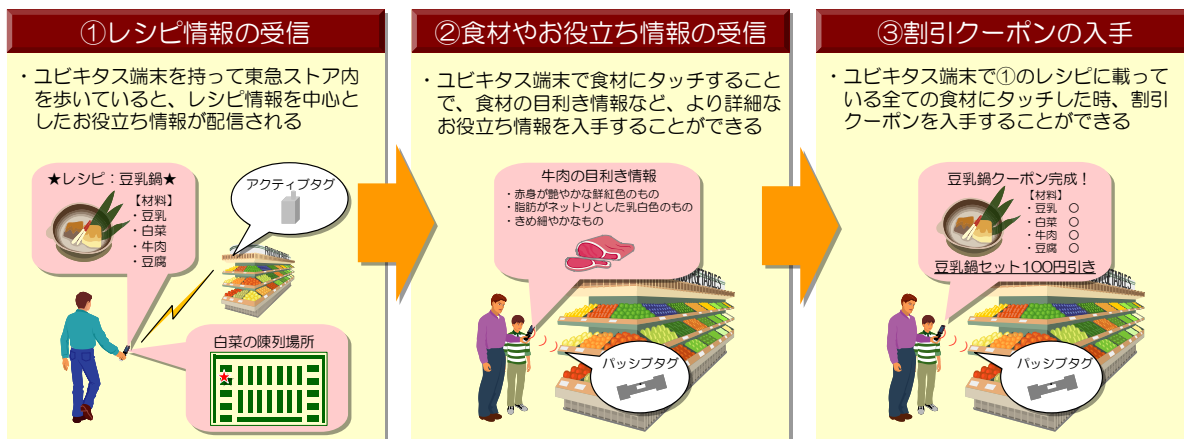 ①レシピ情報の受信
・ユビキタス端末を持って東急ストア内
を歩いていると、レシピ情報を中心と
したお役立ち情報が配信される
★レシピ：豆乳鍋★
【材料】
・豆乳
・白菜
・牛肉
・豆腐
アクティブタグ
白菜の陳列場所
②食材やお役立ち情報の受信
・ユビキタス端末で食材にタッチすること
で、食材の目利き情報など、より詳細な
お役立ち情報を入手することができる
牛肉の目利き情報
・赤身が艶やかな鮮紅色のもの
・脂肪がネットリとした乳白色のもの
・きめ細やかなもの
パッシブタグ
③割引クーポンの入手
・ユビキタス端末で①のレシピに載って
いる全ての食材にタッチした時、割引
クーポンを入手することができる
豆乳鍋クーポン完成！
【材料】
・豆乳 〇
・白菜 〇
・牛肉 〇
・豆腐 〇
豆乳鍋セット100円引き
パッシブタグ